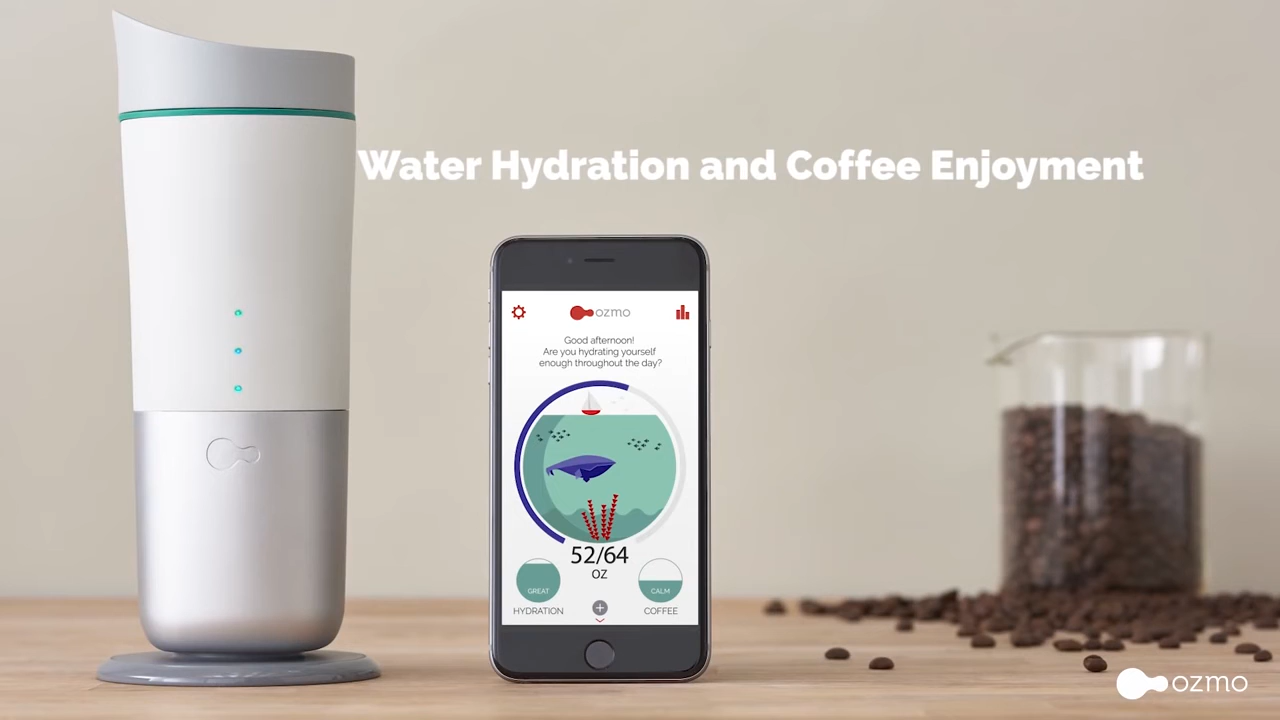 Water Hydration and Coffee Enjoyment
ozmo
Good afternoon!
Are you hydrating yourself
enough throughout the day?
52/64
OZ
GREAT
CALM
HYDRATION
COFFEE
ozmo